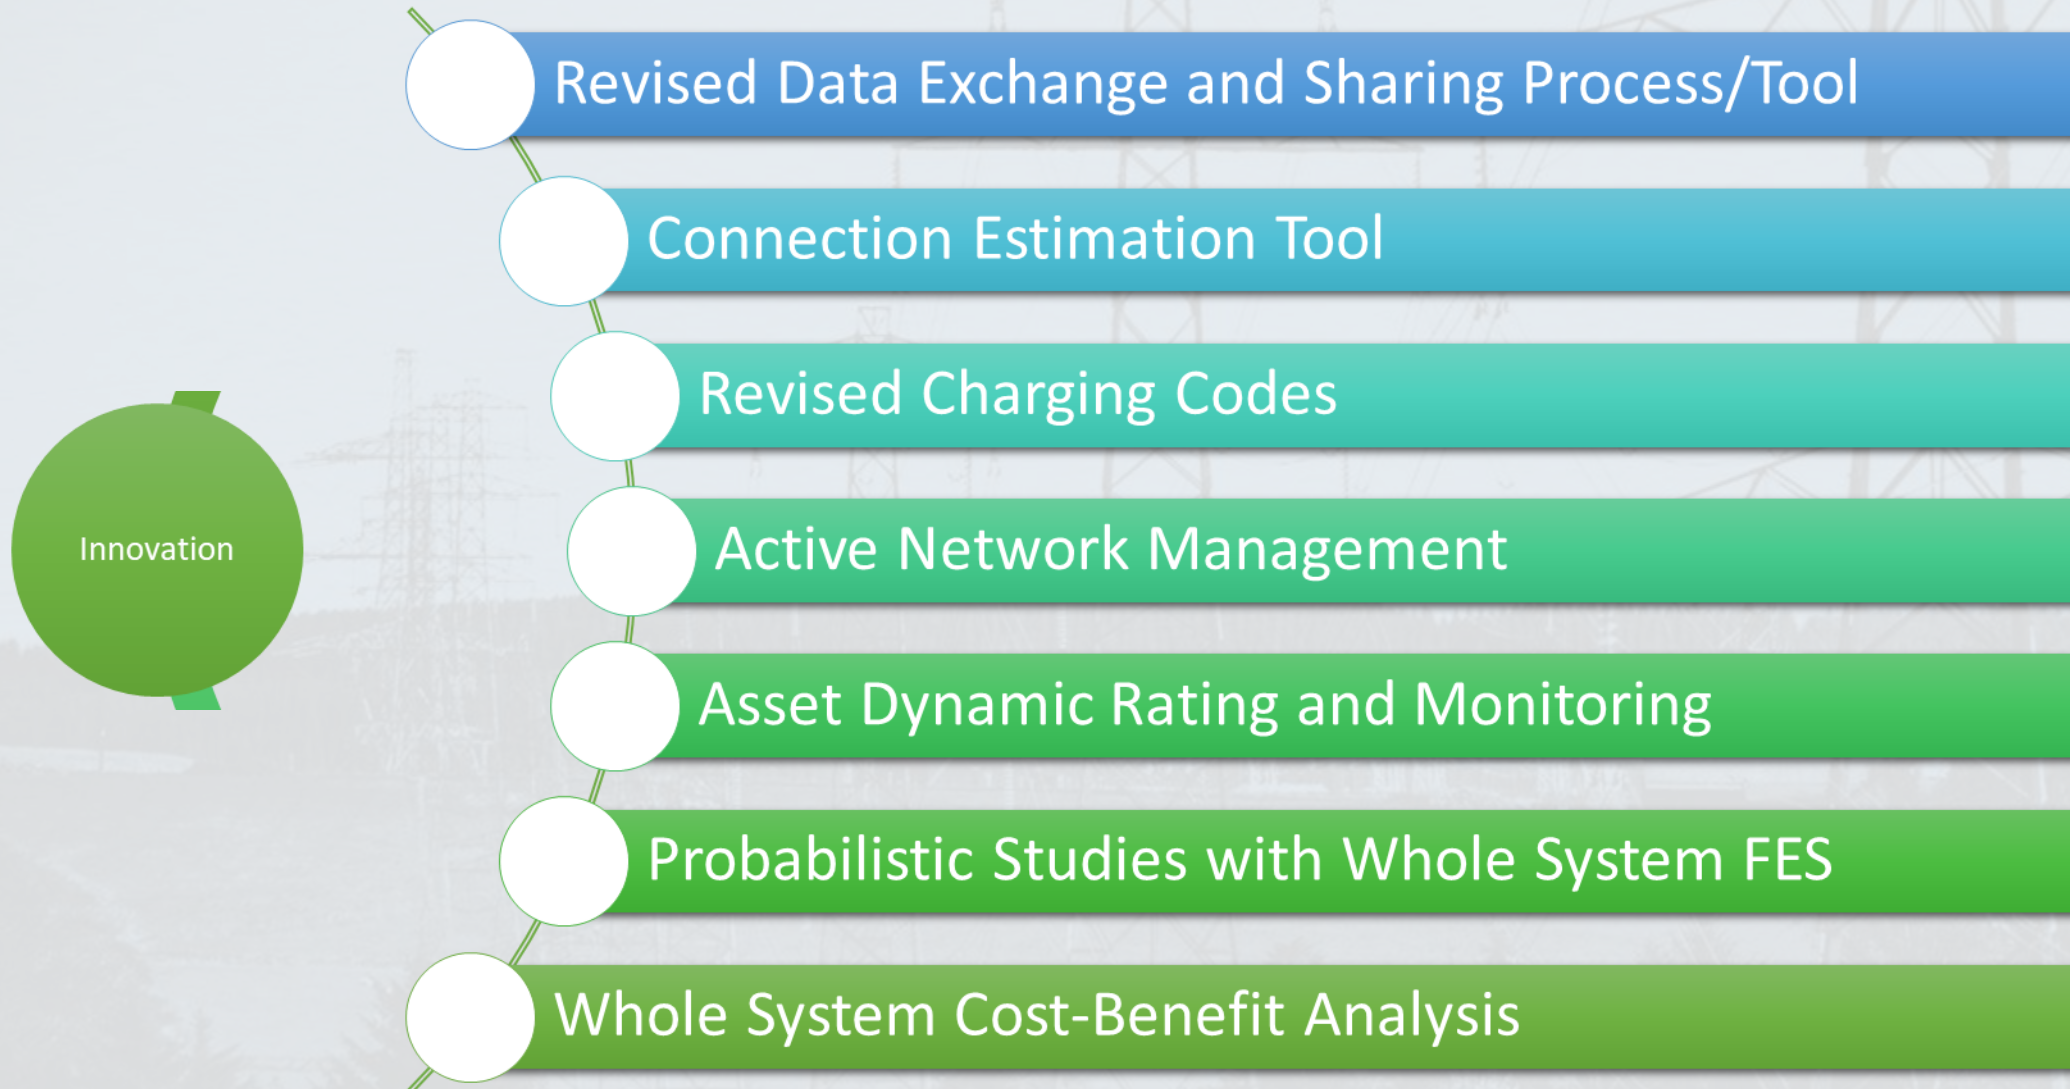 Revised Data Exchange and Sharing Process/Tool
Connection Estimation Tool
Revised Charging Codes
Innovation
Active Network Management
Asset Dynamic Rating and Monitoring
Probabilistic Studies with Whole System FES
Whole System Cost-Benefit Analysis